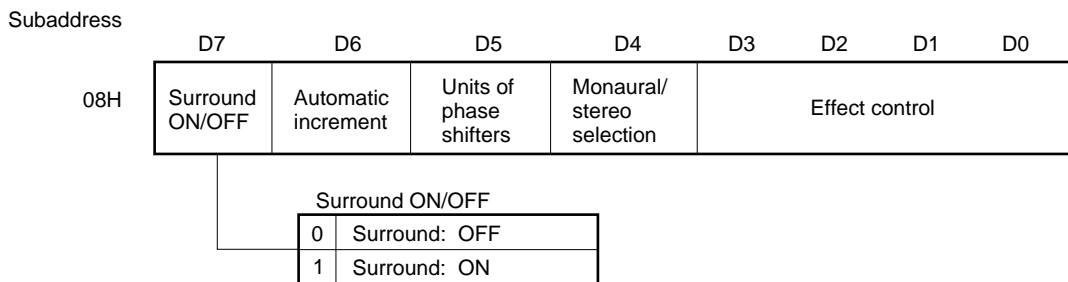 Subaddress
D7 D6 D5 D4 D3 D2 D1 D0
08H
Surround
ON/OFF
Automatic
increment
Units of
phase
shifters
Monaural/
stereo
selection
Effect control
Surround ON/OFF
0 Surround: OFF
1 Surround: ON